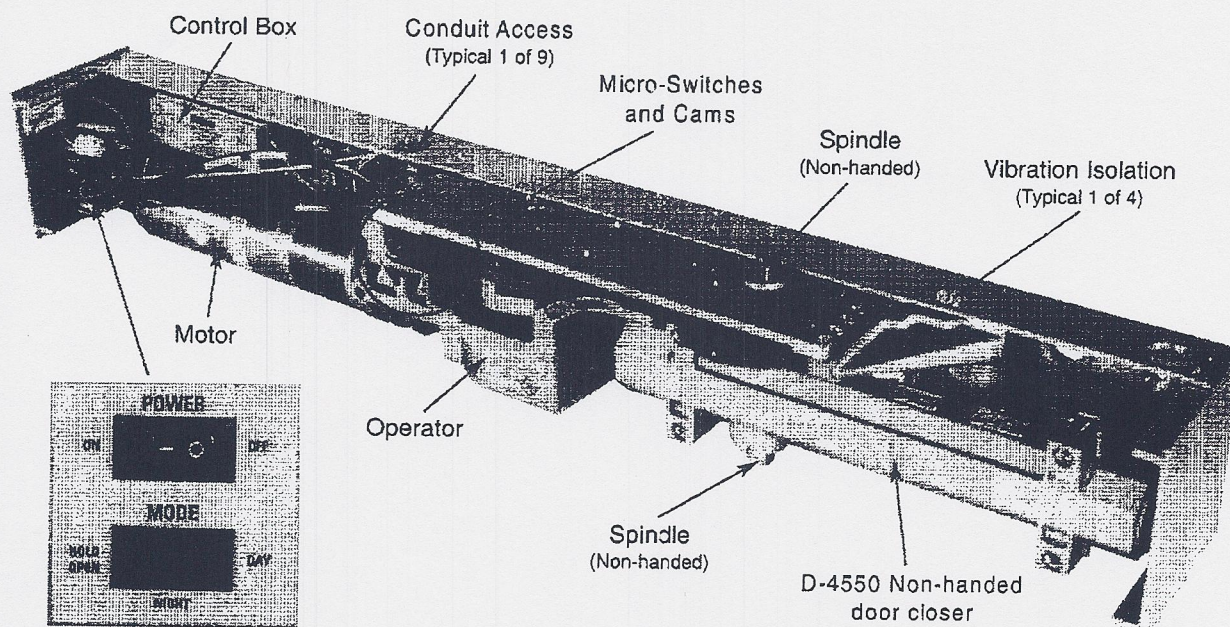 Control Box
Conduit Access
(Typical 1 of 9)
Micro-Switches
and Cams
Spindle
(Non-handed)
Vibration Isolation
(Typical 1 of 4)
Motor
Operator
Spindle
(Non-handed)
D-4550 Non-handed
door closer
POWER
ON
OFF
MODE
HOLD
OPEN
DAY
NIGHT